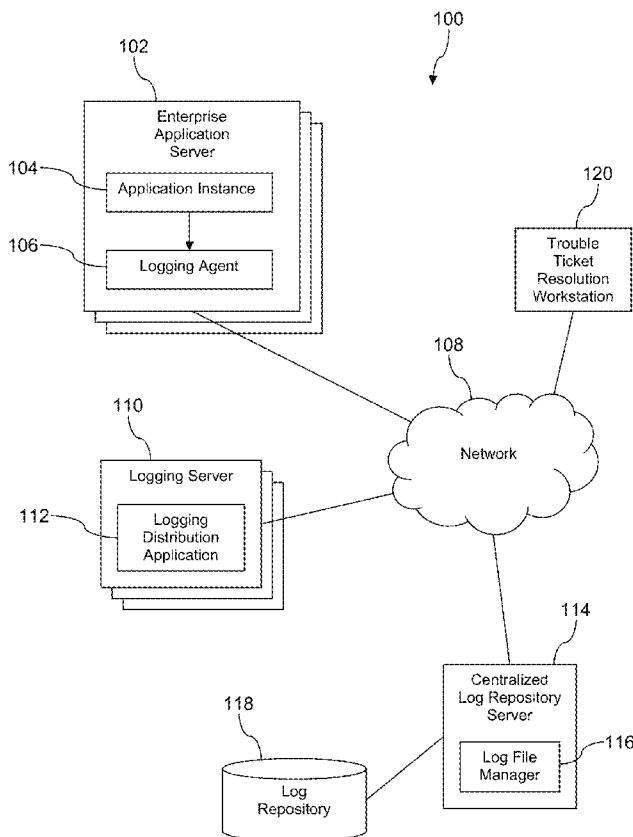 100
102
Enterprise
Application
Server
104
Application Instance
106
Logging Agent
120
Trouble
Ticket
Resolution
Workstation
108
Network
110
Logging Server
112
Logging
Distribution
Application
114
Centralized
Log Repository
Server
116
Log File
Manager
118
Log
Repository